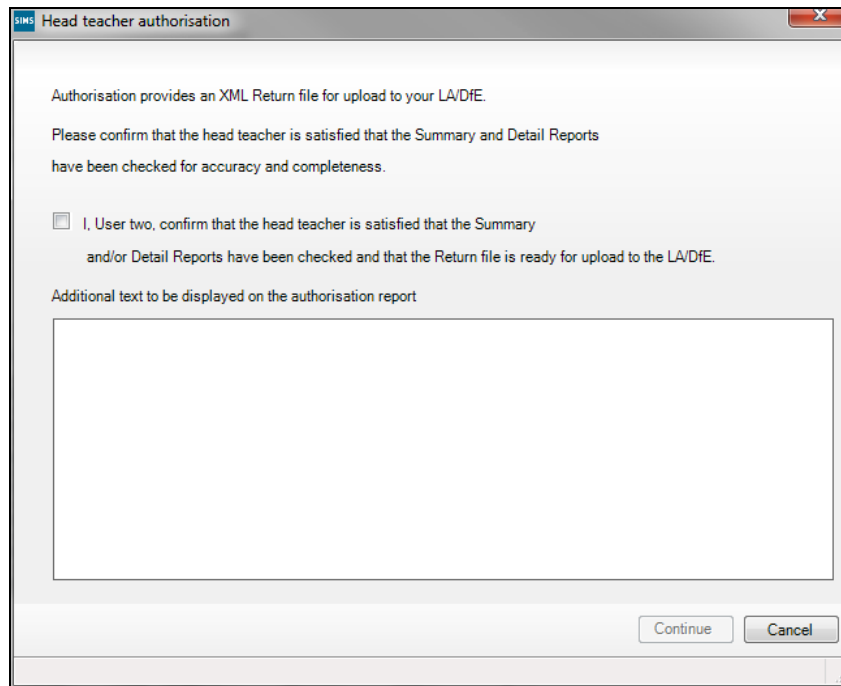 SIMS Head teacher authorisation
X
Authorisation provides an XML Return file for upload to your LA/DfE.
Please confirm that the head teacher is satisfied that the Summary and Detail Reports
have been checked for accuracy and completeness.
I, User two, confirm that the head teacher is satisfied that the Summary
and/or Detail Reports have been checked and that the Return file is ready for upload to the LA/DfE.
Additional text to be displayed on the authorisation report
Continue Cancel